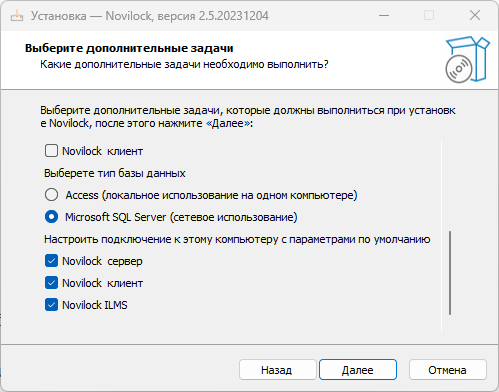 Установка — Novilock, версия 2.5.20231204
Выберите дополнительные задачи
Какие дополнительные задачи необходимо выполнить?
Выберите дополнительные задачи, которые должны выполниться при установк
е Novilock, после этого нажмите «Далее»:
Novilock клиент
Выберете тип базы данных
Access (локальное использование на одном компьютере)
Microsoft SQL Server (сетевое использование)
Настроить подключение к этому компьютеру с параметрами по умолчанию
Novilock сервер
Novilock клиент
Novilock ILMS
Назад
Далее
Отмена